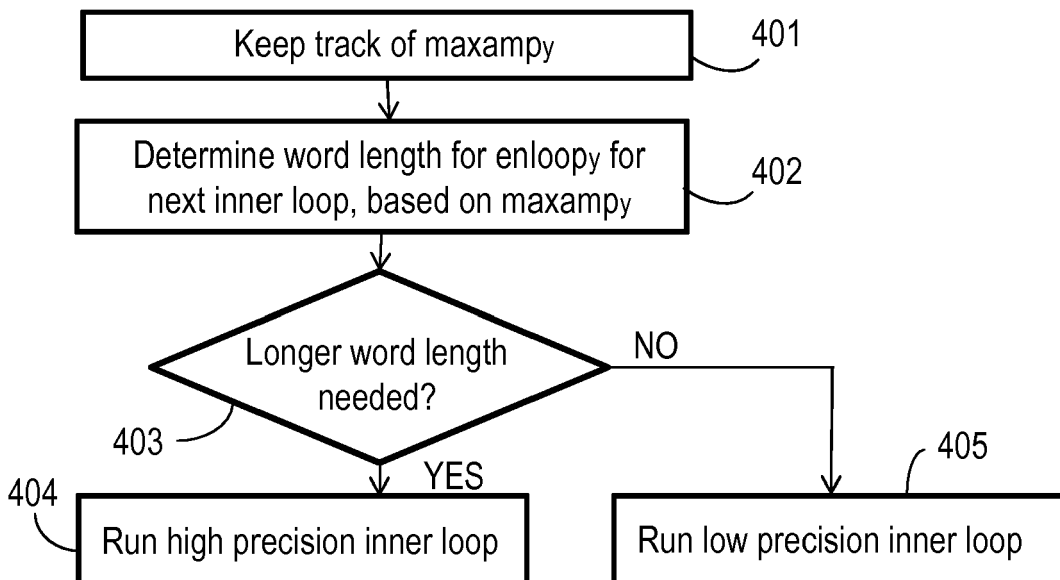 Keep track of maxampy
401
Determine word length for enloopy for
next inner loop, based on maxampy
402
Longer word length
needed?
403
NO
YES
404
Run high precision inner loop
405
Run low precision inner loop